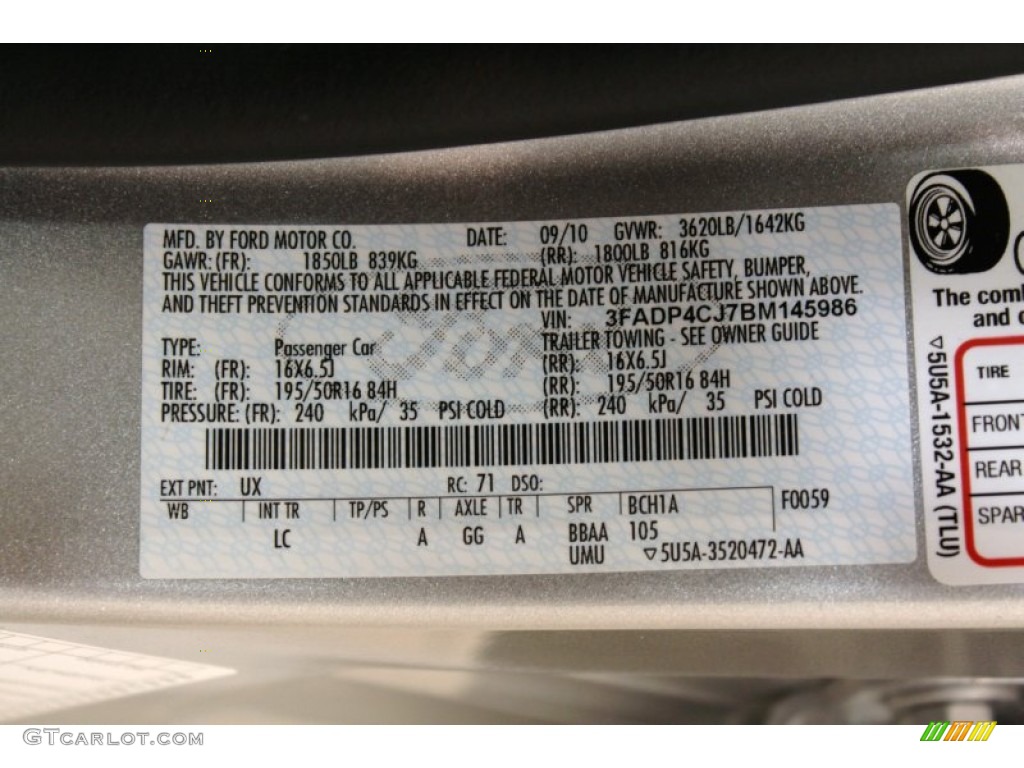 MFD. BY FORD MOTOR CO. DATE: 09/10 GVWR: 3620LB/1642KG
GAWR: (FR): 1850LB 839KG (RR): 1800LB 816KG
THIS VEHICLE CONFORMS TO ALL APPLICABLE FEDERAL MOTOR VEHICLE SAFETY, BUMPER,
AND THEFT PREVENTION STANDARDS IN EFFECT ON THE DATE OF MANUFACTURE SHOWN ABOVE.
VIN: 3FADP4CJ7BM145986
TYPE: Passenger Car TRAILER TOWING - SEE OWNER GUIDE
RIM: (FR): 16X6.5J (RR): 16X6.5J
TIRE: (FR): 195/50R16 84H (RR): 195/50R16 84H
PRESSURE: (FR): 240 kPa/ 35 PSI COLD (RR): 240 kPa/ 35 PSI COLD
EXT PNT: UX RC: 71 DSO:
WB INT TR TP/PS R AXLE TR SPR BCH1A F0059
LC A GG A BBAA 105
UMU ▽5U5A-3520472-AA
The comb
and o
▽5U5A-1532-AA (TLU)
TIRE
FRONT
REAR
SPAR
GTCarlot.com